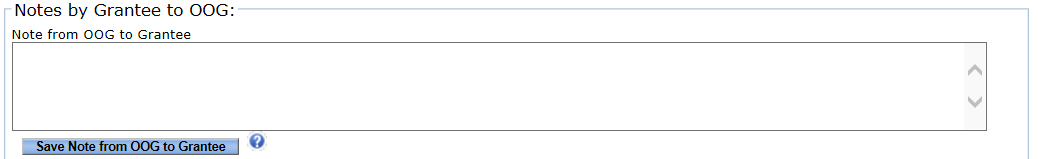 Notes by Grantee to OOG:
Note from OOG to Grantee
Save Note from OOG to Grantee ?